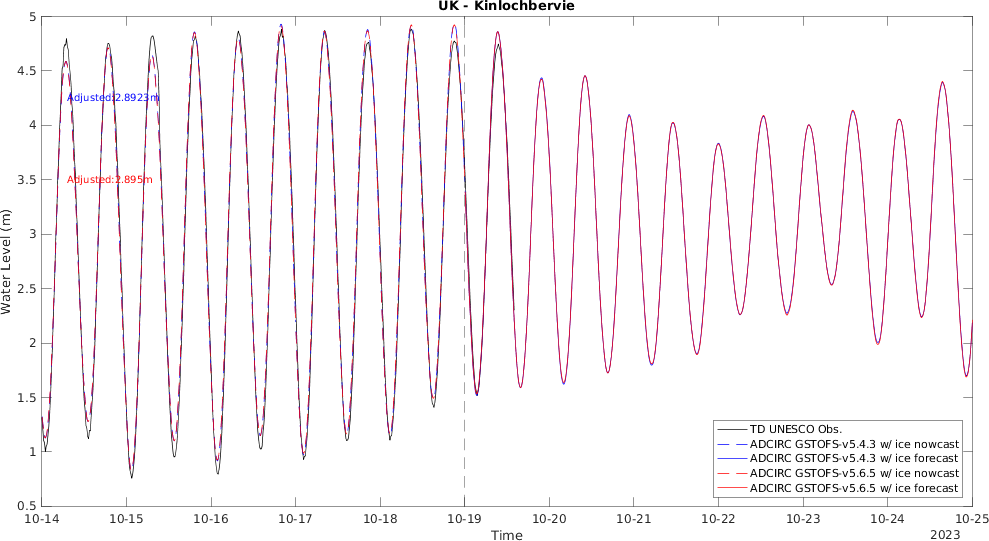 UK - Kinlochbervie
5
4.5
4
3.5
3
2.5
2
1.5
1
0.5
Water Level (m)
Adjusted:2.8923m
Adjusted:2.895m
TD UNESCO Obs.
ADCIRC GSTOFS-v5.4.3 w/ ice nowcast
ADCIRC GSTOFS-v5.4.3 w/ ice forecast
ADCIRC GSTOFS-v5.6.5 w/ ice nowcast
ADCIRC GSTOFS-v5.6.5 w/ ice forecast
10-14 10-15 10-16 10-17 10-18 10-19 10-20 10-21 10-22 10-23 10-24 10-25
Time
2023